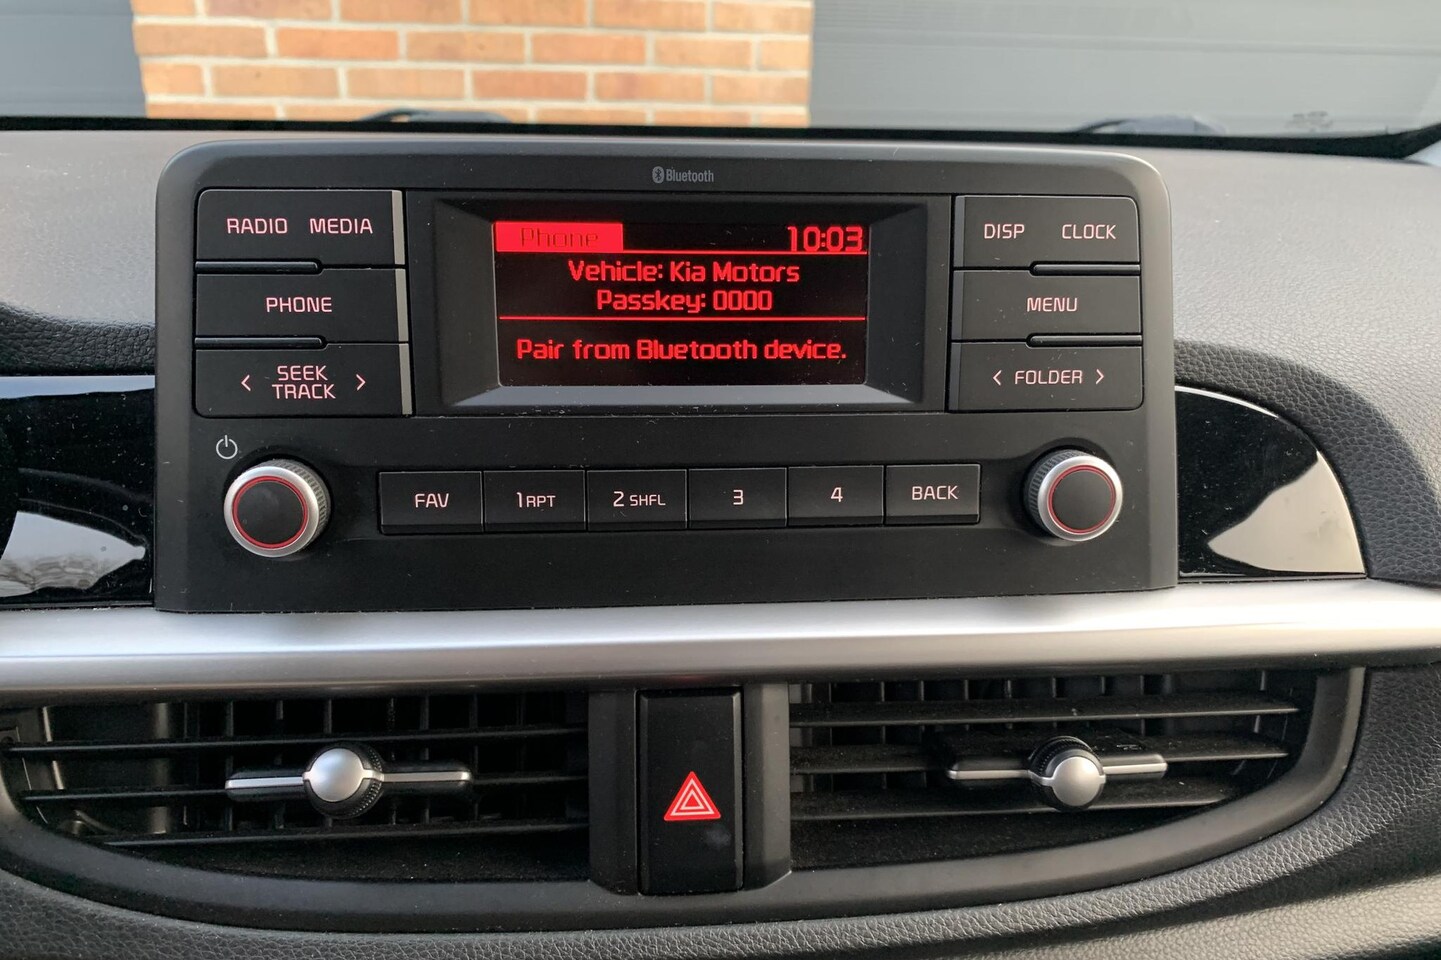 Bluetooth
RADIO MEDIA
PHONE
< SEEK TRACK >
Phone 10:03
Vehicle: Kia Motors
Passkey: 0000
Pair from Bluetooth device.
DISP CLOCK
MENU
< FOLDER >
FAV 1 RPT 2 SHFL 3 4 BACK